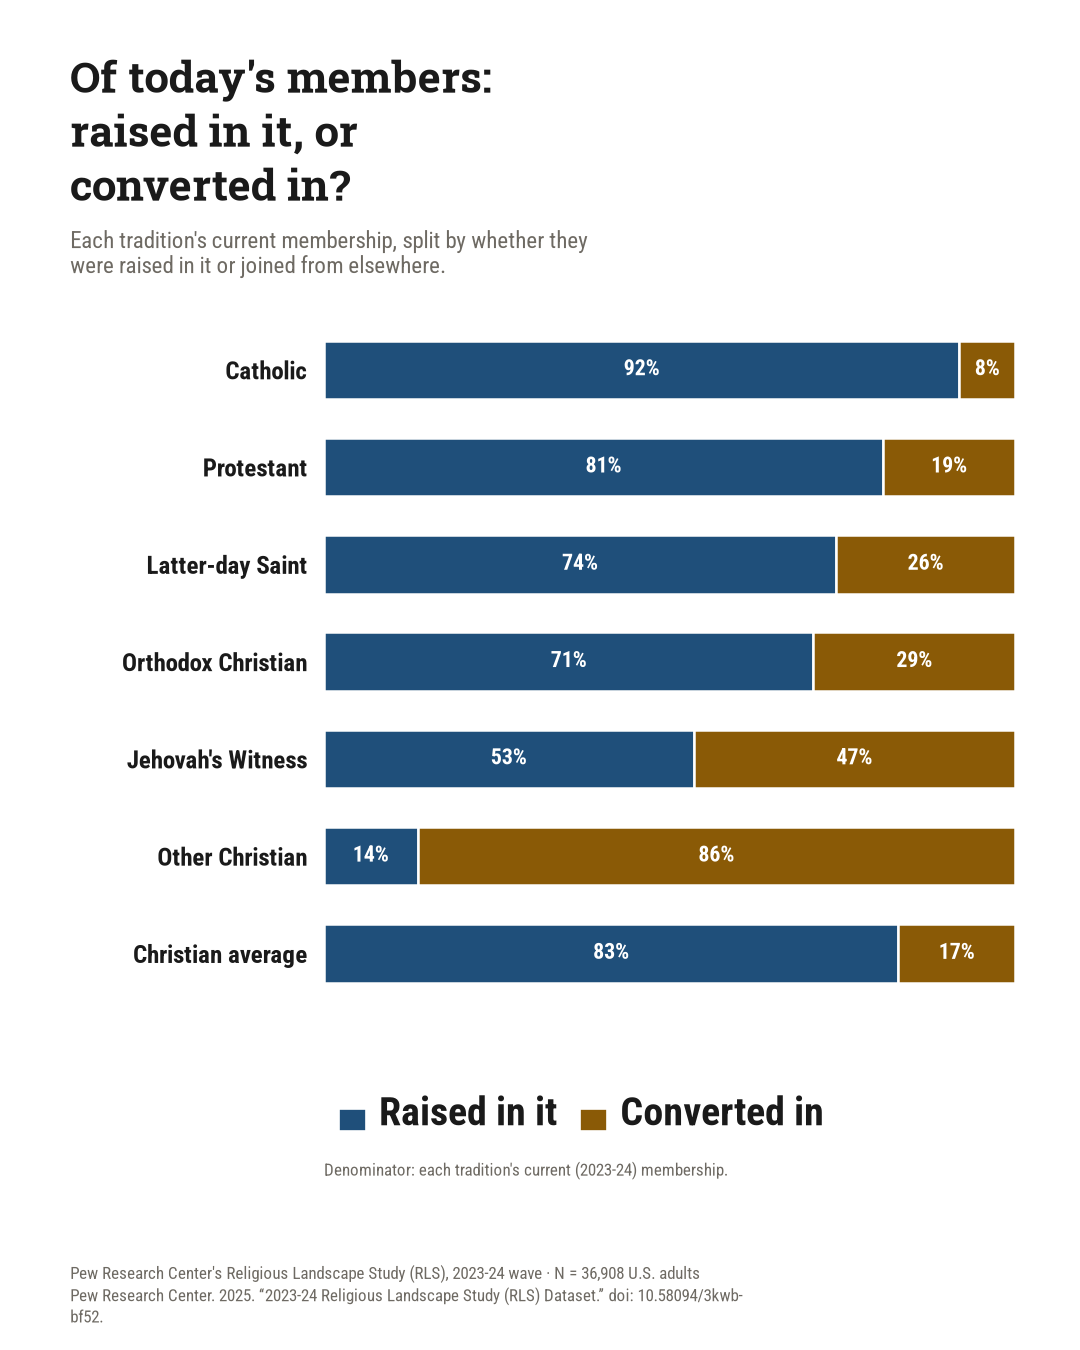 Of today's members:
raised in it, or
converted in?
Each tradition's current membership, split by whether they
were raised in it or joined from elsewhere.
Catholic 92% 8%
Protestant 81% 19%
Latter-day Saint 74% 26%
Orthodox Christian 71% 29%
Jehovah's Witness 53% 47%
Other Christian 14% 86%
Christian average 83% 17%
Raised in it Converted in
Denominator: each tradition's current (2023-24) membership.
Pew Research Center's Religious Landscape Study (RLS), 2023-24 wave · N = 36,908 U.S. adults
Pew Research Center. 2025. “2023-24 Religious Landscape Study (RLS) Dataset.” doi: 10.58094/3kwb-
bf52.